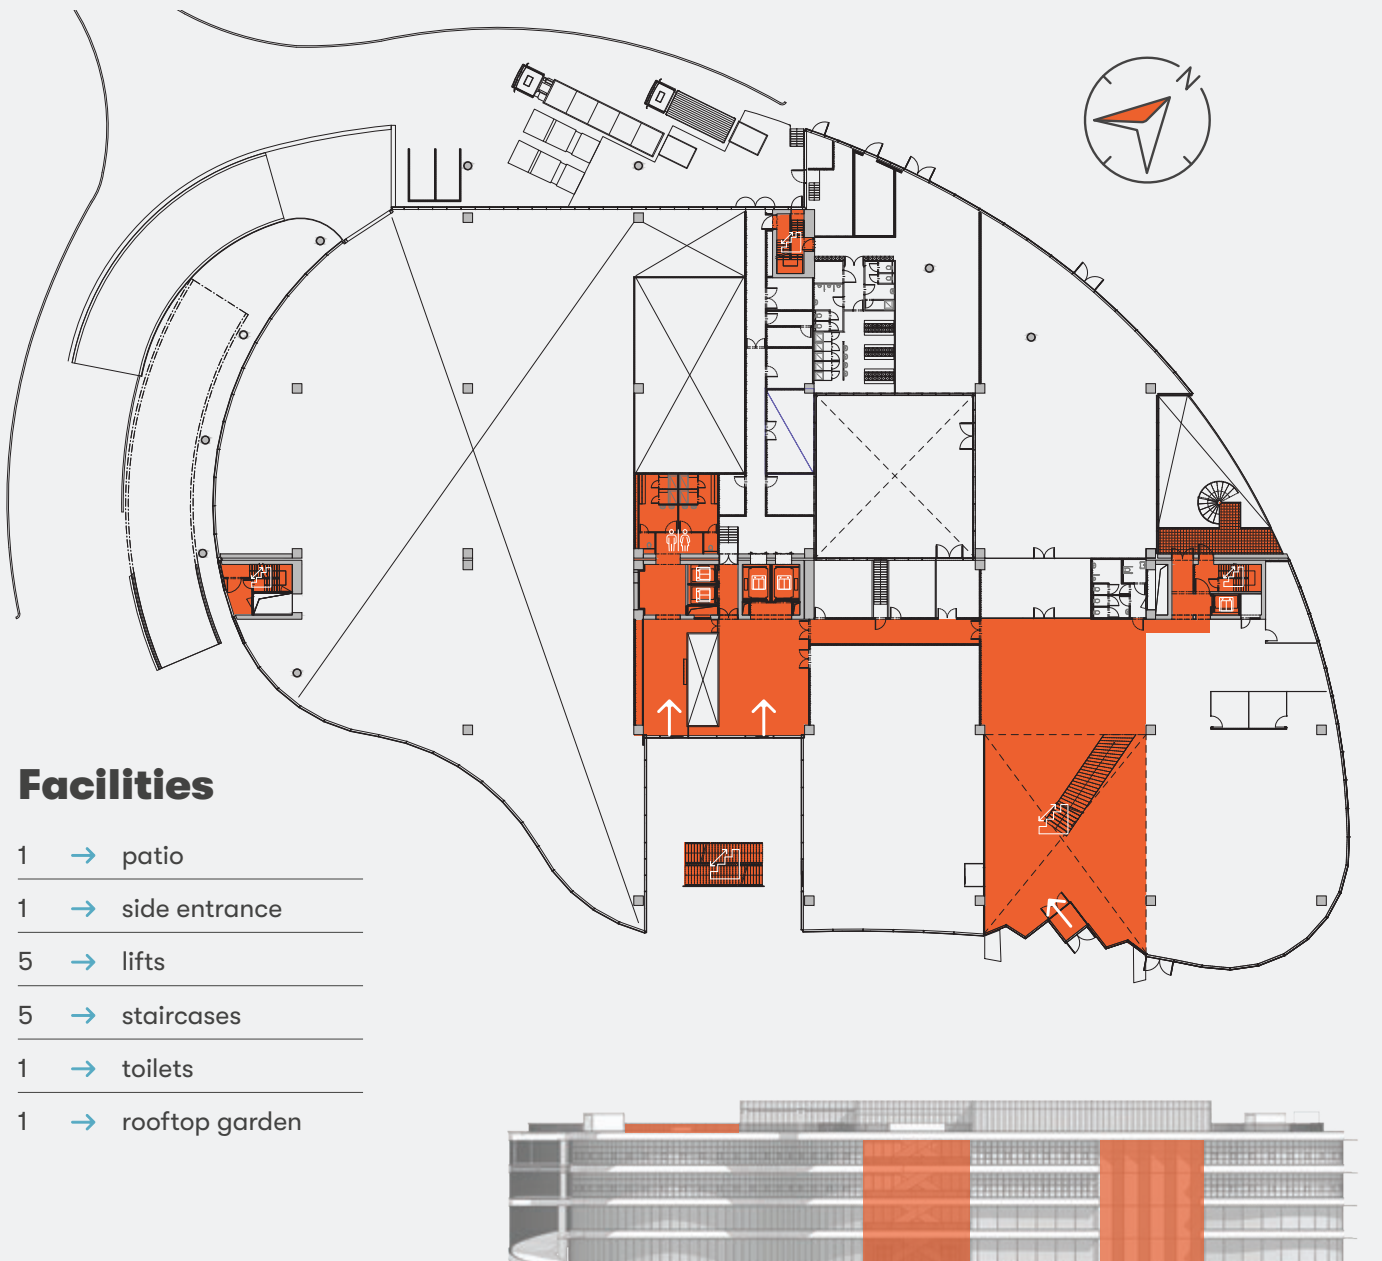 N
Facilities
1 → patio
1 → side entrance
5 → lifts
5 → staircases
1 → toilets
1 → rooftop garden